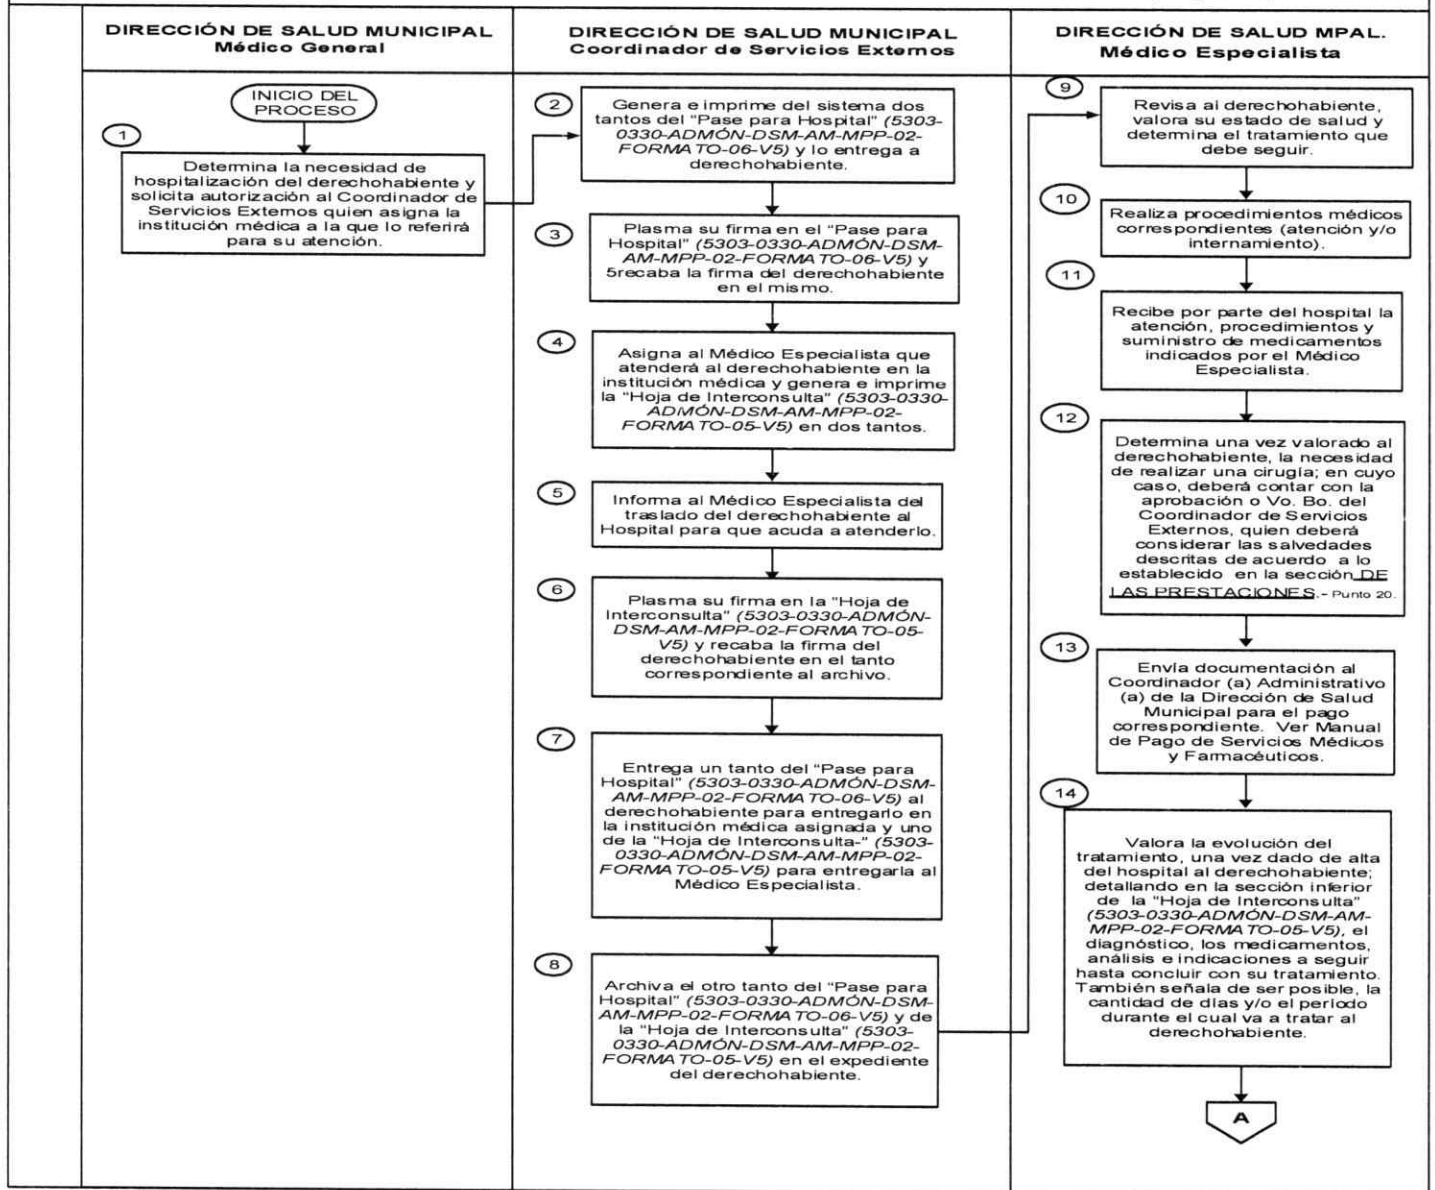 DIRECCIÓN DE SALUD MUNICIPAL
Médico General
INICIO DEL
PROCESO
1
Determina la necesidad de
hospitalización del derechohabiente y
solicita autorización al Coordinador de
Servicios Externos quien asigna la
institución médica a la que lo referirá
para su atención.
DIRECCIÓN DE SALUD MUNICIPAL
Coordinador de Servicios Externos
2
Genera e imprime del sistema dos
tantos del "Pase para Hospital" (5303-
0330-ADMÓN-DSM-AM-MPP-02-
FORMATO-06-V5) y lo entrega a
derechohabiente.
3
Plasma su firma en el "Pase para
Hospital" (5303-0330-ADMÓN-DSM-
AM-MPP-02-FORMATO-06-V5) y
5recaba la firma del derechohabiente
en el mismo.
4
Asigna al Médico Especialista que
atenderá al derechohabiente en la
institución médica y genera e imprime
la "Hoja de Interconsulta" (5303-0330-
ADMÓN-DSM-AM-MPP-02-
FORMATO-05-V5) en dos tantos.
5
Informa al Médico Especialista del
traslado del derechohabiente al
Hospital para que acuda a atenderlo.
6
Plasma su firma en la "Hoja de
Interconsulta" (5303-0330-ADMÓN-
DSM-AM-MPP-02-FORMATO-05-
V5) y recaba la firma del
derechohabiente en el tanto
correspondiente al archivo.
7
Entrega un tanto del "Pase para
Hospital" (5303-0330-ADMÓN-DSM-
AM-MPP-02-FORMATO-06-V5) al
derechohabiente para entregarlo en
la institución médica asignada y uno
de la "Hoja de Interconsulta-" (5303-
0330-ADMÓN-DSM-AM-MPP-02-
FORMATO-05-V5) para entregarla al
Médico Especialista.
8
Archiva el otro tanto del "Pase para
Hospital" (5303-0330-ADMÓN-DSM-
AM-MPP-02-FORMATO-06-V5) y de
la "Hoja de Interconsulta" (5303-
0330-ADMÓN-DSM-AM-MPP-02-
FORMATO-05-V5) en el expediente
del derechohabiente.
DIRECCIÓN DE SALUD MPAL.
Médico Especialista
9
Revisa al derechohabiente,
valora su estado de salud y
determina el tratamiento que
debe seguir.
10
Realiza procedimientos médicos
correspondientes (atención y/o
internamiento).
11
Recibe por parte del hospital la
atención, procedimientos y
suministro de medicamentos
indicados por el Médico
Especialista.
12
Determina una vez valorado al
derechohabiente, la necesidad
de realizar una cirugía; en cuyo
caso, deberá contar con la
aprobación o Vo. Bo. del
Coordinador de Servicios
Externos, quien deberá
considerar las salvedades
descritas de acuerdo a lo
establecido en la sección DE
LAS PRESTACIONES.- Punto 20.
13
Envía documentación al
Coordinador (a) Administrativo
(a) de la Dirección de Salud
Municipal para el pago
correspondiente. Ver Manual
de Pago de Servicios Médicos
y Farmacéuticos.
14
Valora la evolución del
tratamiento, una vez dado de alta
del hospital al derechohabiente;
detallando en la sección inferior
de la "Hoja de Interconsulta"
(5303-0330-ADMÓN-DSM-AM-
MPP-02-FORMATO-05-V5), el
diagnóstico, los medicamentos,
análisis e indicaciones a seguir
hasta concluir con su tratamiento.
También señala de ser posible, la
cantidad de días y/o el período
durante el cual va a tratar al
derechohabiente.
A